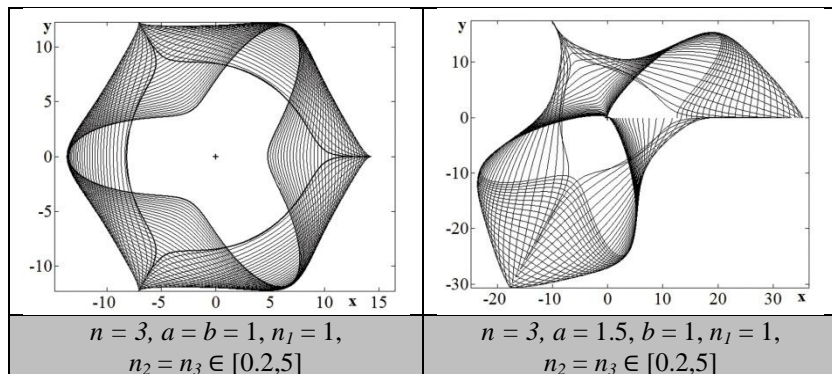 y
10
5
0
-5
-10
-10
0
5
10
x
15
y
10
0
-10
-20
-30
-20
0
10
20
30
x
n = 3, a = b = 1, n₁ = 1,
n₂ = n₃ ∈ [0.2,5]
n = 3, a = 1.5, b = 1, n₁ = 1,
n₂ = n₃ ∈ [0.2,5]